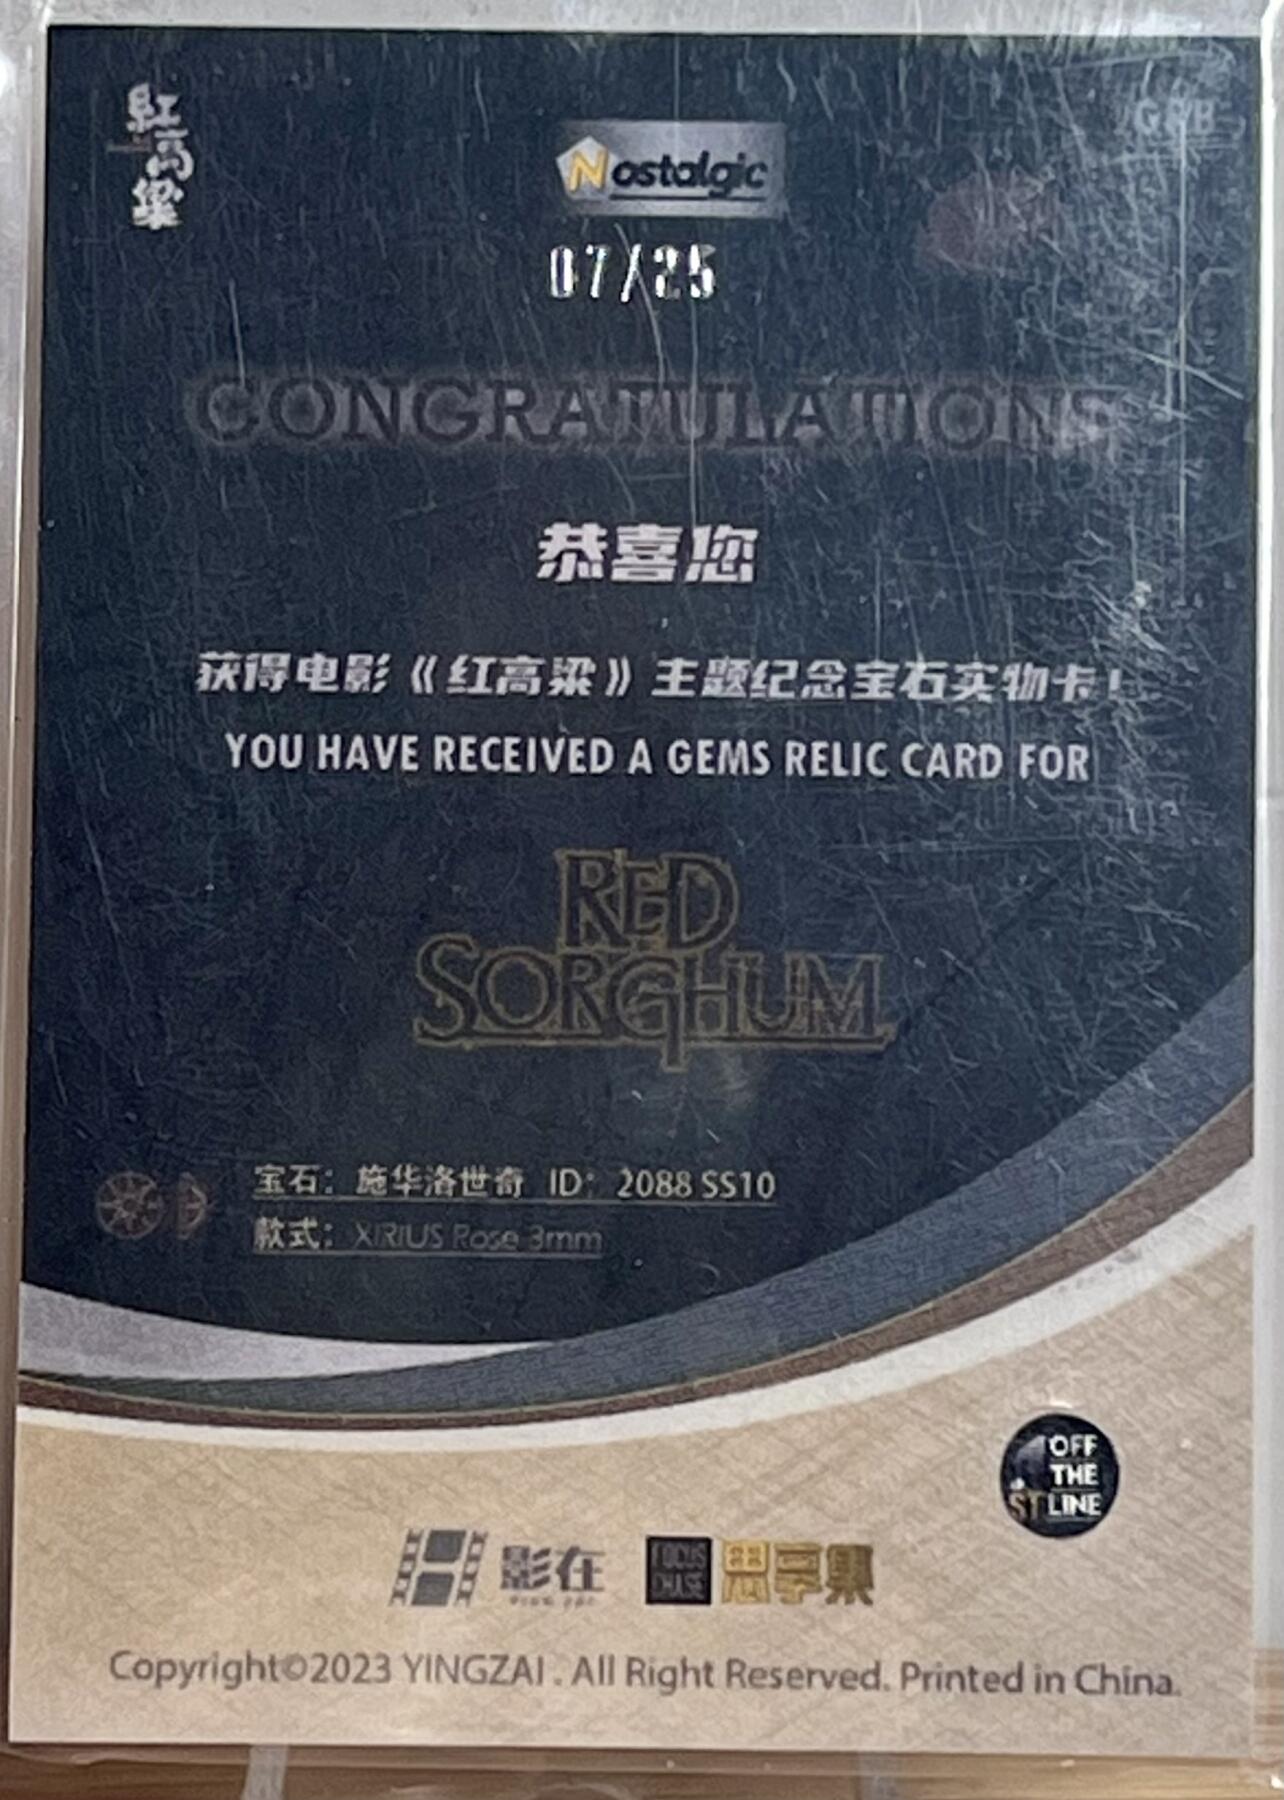 紅高粱
Nostalgic
07/25
CONGRATULATIONS
恭喜您
获得电影《红高粱》主题纪念宝石实物卡！
YOU HAVE RECEIVED A GEMS RELIC CARD FOR
RED
SORGHUM
宝石：施华洛世奇 ID：2088 SS10
款式：XIRIUS Rose 3mm
OFF
THE
ST LINE
影在
FOCUS
CHASE
Copyright©2023 YINGZAI . All Right Reserved. Printed in China.